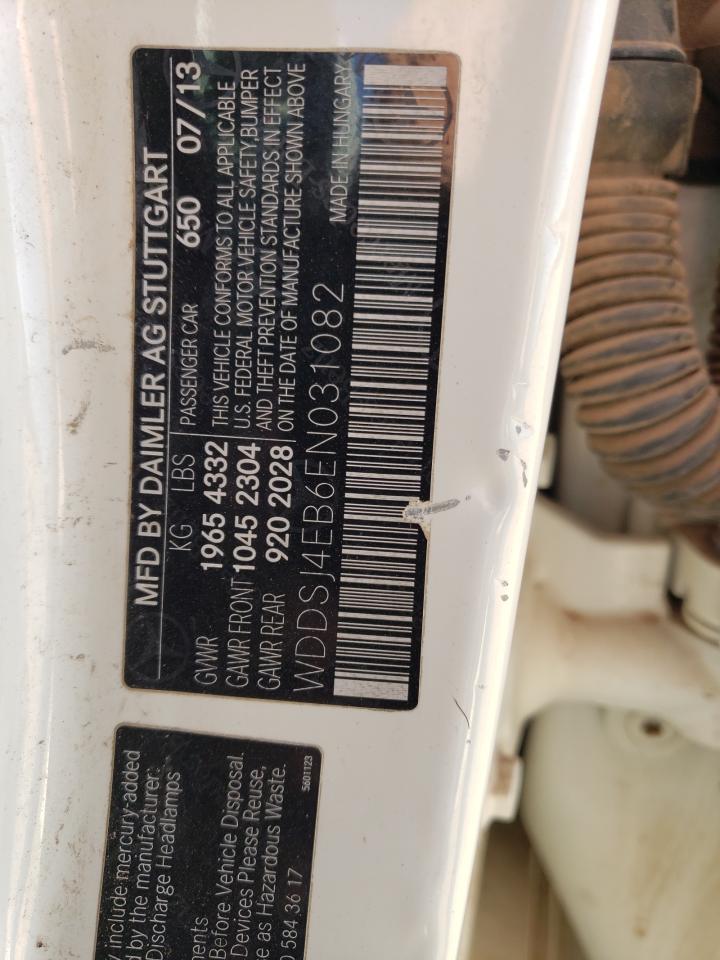 MFD BY DAIMLER AG STUTTGART
KG LBS PASSENGER CAR 650 07/13
GVWR 1965 4332 THIS VEHICLE CONFORMS TO ALL APPLICABLE
GAWR FRONT 1045 2304 U.S. FEDERAL MOTOR VEHICLE SAFETY,BUMPER
GAWR REAR 920 2028 AND THEFT PREVENTION STANDARDS IN EFFECT
ON THE DATE OF MANUFACTURE SHOWN ABOVE
WDDSJ4EB6EN031082 MADE IN HUNGARY
include mercury-added
by the manufacturer:
Discharge Headlamps
Before Vehicle Disposal.
Devices Please Reuse,
as Hazardous Waste.
584 36 17 5601123